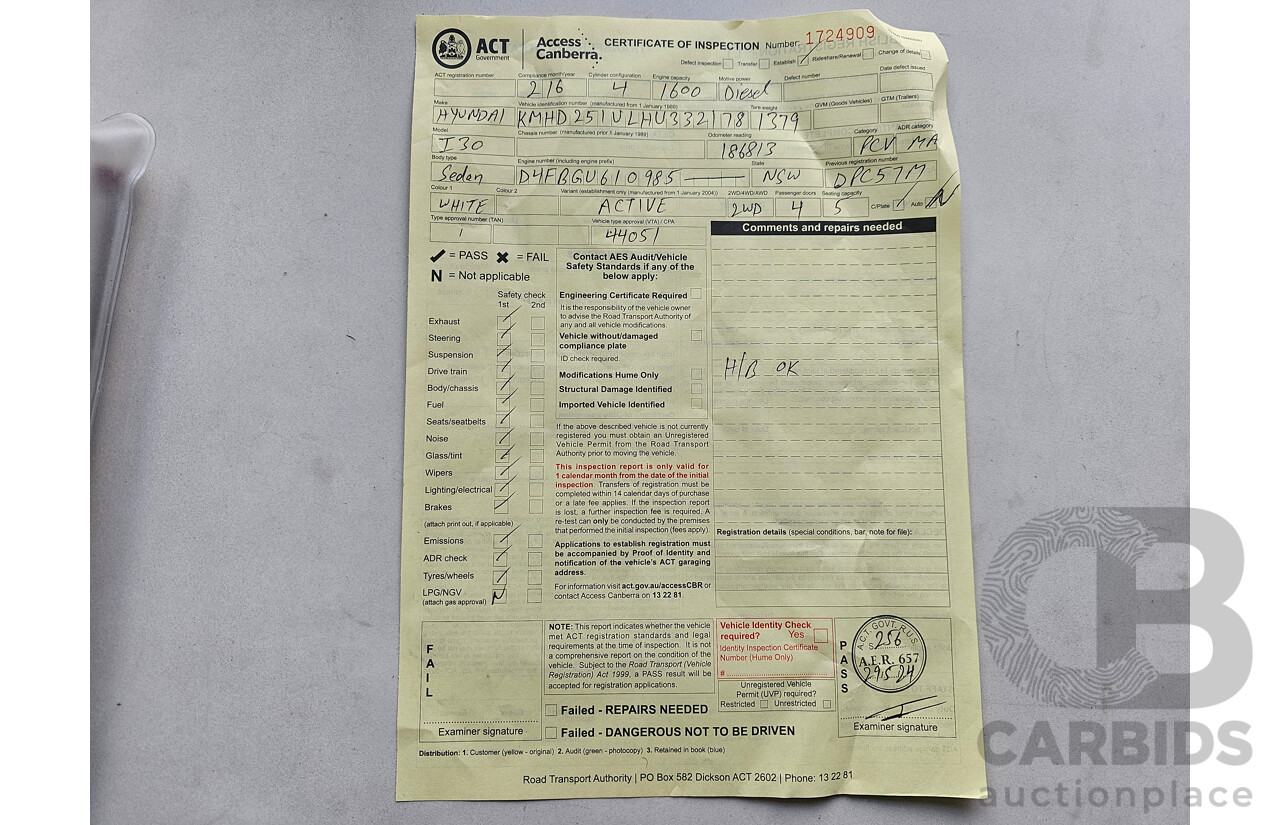 ACT
Government
Access
Canberra.
CERTIFICATE OF INSPECTION Number: 1724909
Defect inspection Transfer Establish Rideshare/Renewal Change of details
ACT registration number Compliance month/year Cylinder configuration Engine capacity Motive power Defect number Date defect issued
2/16 4 1600 Diesel
Make Vehicle identification number (manufactured from 1 January 1989) Tare weight GVM (Goods Vehicles) GTM (Trailers)
HYUNDAI KMHD251ULHU332178 1379
Model Chassis number (manufactured prior 1 January 1989) Odometer reading Category ADR category
I30 186813 PCV MA
Body type Engine number (including engine prefix) State Previous registration number
Sedan D4FBGU610985 NSW DPC57M
Colour 1 Colour 2 Variant (establishment only (manufactured from 1 January 2004)) 2WD/4WD/AWD Passenger doors Seating capacity
WHITE ACTIVE 2WD 4 5 C/Plate Auto N
Type approval number (TAN) Vehicle type approval (VTA) / CPA
44051
Comments and repairs needed
H/B OK
✔ = PASS ✖ = FAIL
N = Not applicable
Safety check
1st 2nd
Exhaust
Steering
Suspension
Drive train
Body/chassis
Fuel
Seats/seatbelts
Noise
Glass/tint
Wipers
Lighting/electrical
Brakes
(attach print out, if applicable)
Emissions
ADR check
Tyres/wheels
LPG/NGV N
(attach gas approval)
Contact AES Audit/Vehicle
Safety Standards if any of the
below apply:
Engineering Certificate Required
It is the responsibility of the vehicle owner
to advise the Road Transport Authority of
any and all vehicle modifications.
Vehicle without/damaged
compliance plate
ID check required.
Modifications Hume Only
Structural Damage Identified
Imported Vehicle Identified
If the above described vehicle is not currently
registered you must obtain an Unregistered
Vehicle Permit from the Road Transport
Authority prior to moving the vehicle.
This inspection report is only valid for
1 calendar month from the date of the initial
inspection. Transfers of registration must be
completed within 14 calendar days of purchase
or a late fee applies. If the inspection report
is lost, a further inspection fee is required. A
re-test can only be conducted by the premises
that performed the initial inspection (fees apply).
Applications to establish registration must
be accompanied by Proof of Identity and
notification of the vehicle's ACT garaging
address.
For information visit act.gov.au/accessCBR or
contact Access Canberra on 13 22 81.
Registration details (special conditions, bar, note for file):
FAIL
Examiner signature
NOTE: This report indicates whether the vehicle
met ACT registration standards and legal
requirements at the time of inspection. It is not
a comprehensive report on the condition of the
vehicle. Subject to the Road Transport (Vehicle
Registration) Act 1999, a PASS result will be
accepted for registration applications.
Failed - REPAIRS NEEDED
Failed - DANGEROUS NOT TO BE DRIVEN
Vehicle Identity Check
required? Yes
Identity Inspection Certificate
Number (Hume Only)
#
Unregistered Vehicle
Permit (UVP) required?
Restricted Unrestricted
PASS
A.C.T. GOVT. R.U.S.
S 256
A.E.R. 657
29.5.24
Examiner signature
Distribution: 1. Customer (yellow - original) 2. Audit (green - photocopy) 3. Retained in book (blue)
Road Transport Authority | PO Box 582 Dickson ACT 2602 | Phone: 13 22 81
CB
CARBIDS
auctionplace